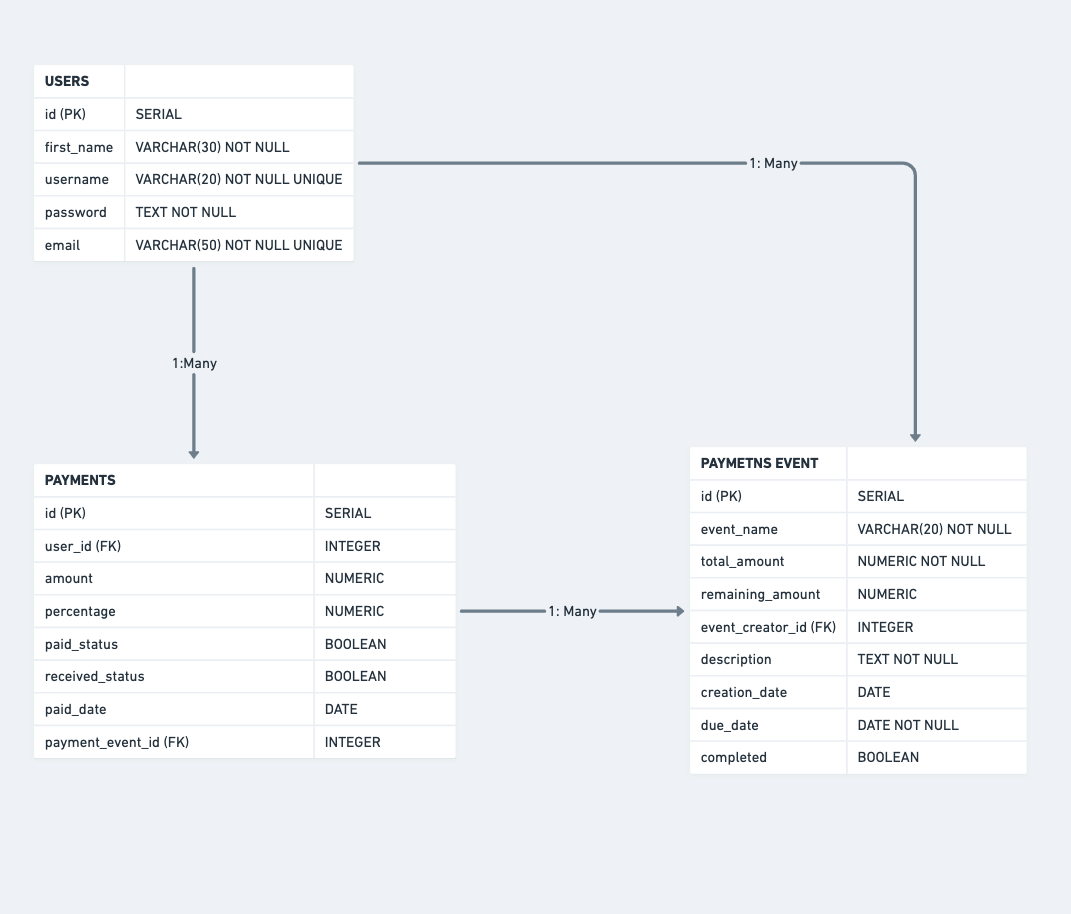 USERS
id (PK) SERIAL
first_name VARCHAR(30) NOT NULL
username VARCHAR(20) NOT NULL UNIQUE
password TEXT NOT NULL
email VARCHAR(50) NOT NULL UNIQUE
1: Many
1:Many
PAYMENTS
id (PK) SERIAL
user_id (FK) INTEGER
amount NUMERIC
percentage NUMERIC
paid_status BOOLEAN
received_status BOOLEAN
paid_date DATE
payment_event_id (FK) INTEGER
1: Many
PAYMETNS EVENT
id (PK) SERIAL
event_name VARCHAR(20) NOT NULL
total_amount NUMERIC NOT NULL
remaining_amount NUMERIC
event_creator_id (FK) INTEGER
description TEXT NOT NULL
creation_date DATE
due_date DATE NOT NULL
completed BOOLEAN